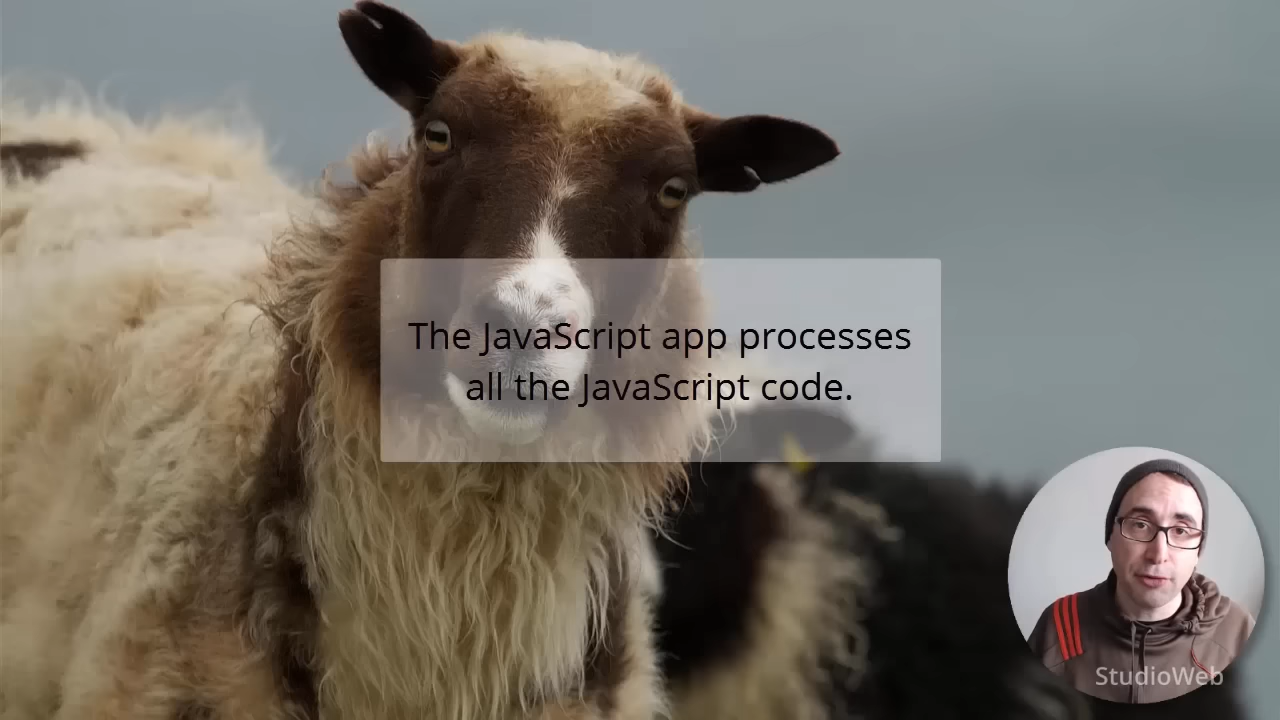 The JavaScript app processes
all the JavaScript code.
StudioWeb